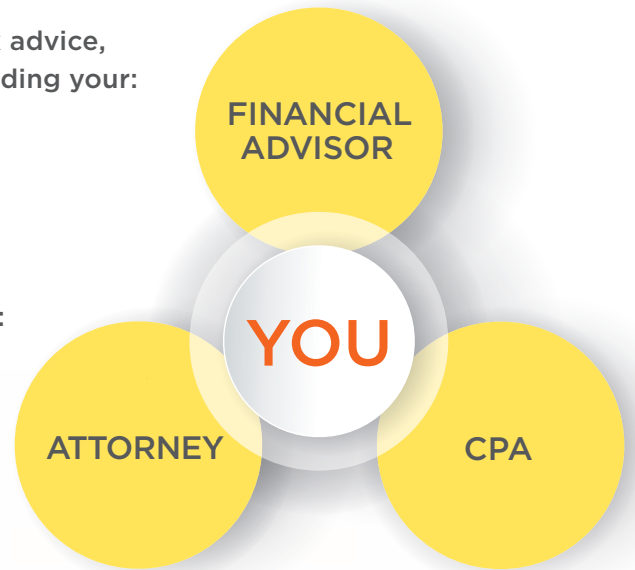 advice,
ding your:
FINANCIAL
ADVISOR
:
YOU
ATTORNEY
CPA